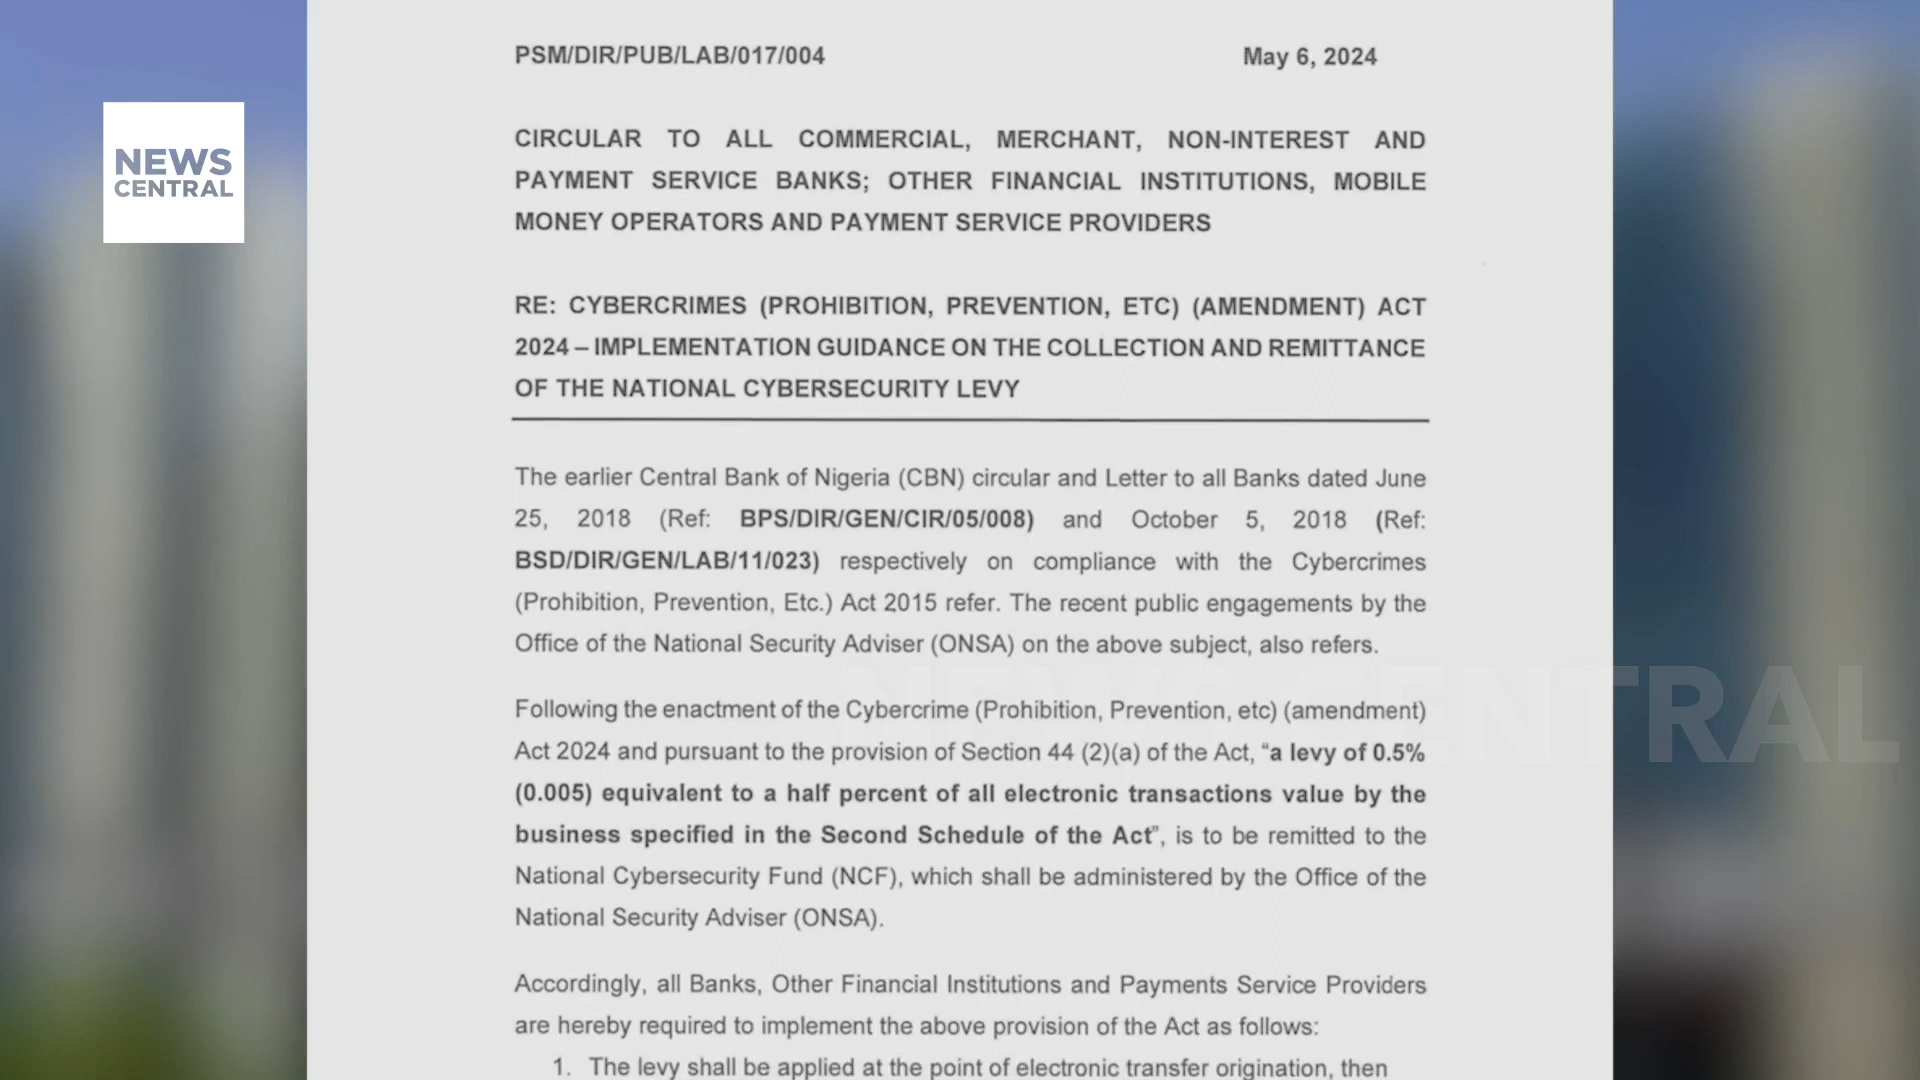 PSM/DIR/PUB/LAB/017/004 May 6, 2024
NEWS
CENTRAL
CIRCULAR TO ALL COMMERCIAL, MERCHANT, NON-INTEREST AND
PAYMENT SERVICE BANKS; OTHER FINANCIAL INSTITUTIONS, MOBILE
MONEY OPERATORS AND PAYMENT SERVICE PROVIDERS
RE: CYBERCRIMES (PROHIBITION, PREVENTION, ETC) (AMENDMENT) ACT
2024 – IMPLEMENTATION GUIDANCE ON THE COLLECTION AND REMITTANCE
OF THE NATIONAL CYBERSECURITY LEVY
The earlier Central Bank of Nigeria (CBN) circular and Letter to all Banks dated June
25, 2018 (Ref: BPS/DIR/GEN/CIR/05/008) and October 5, 2018 (Ref:
BSD/DIR/GEN/LAB/11/023) respectively on compliance with the Cybercrimes
(Prohibition, Prevention, Etc.) Act 2015 refer. The recent public engagements by the
Office of the National Security Adviser (ONSA) on the above subject, also refers.
NEWS CENTRAL
Following the enactment of the Cybercrime (Prohibition, Prevention, etc) (amendment)
Act 2024 and pursuant to the provision of Section 44 (2)(a) of the Act, “a levy of 0.5%
(0.005) equivalent to a half percent of all electronic transactions value by the
business specified in the Second Schedule of the Act”, is to be remitted to the
National Cybersecurity Fund (NCF), which shall be administered by the Office of the
National Security Adviser (ONSA).
Accordingly, all Banks, Other Financial Institutions and Payments Service Providers
are hereby required to implement the above provision of the Act as follows:
1. The levy shall be applied at the point of electronic transfer origination, then